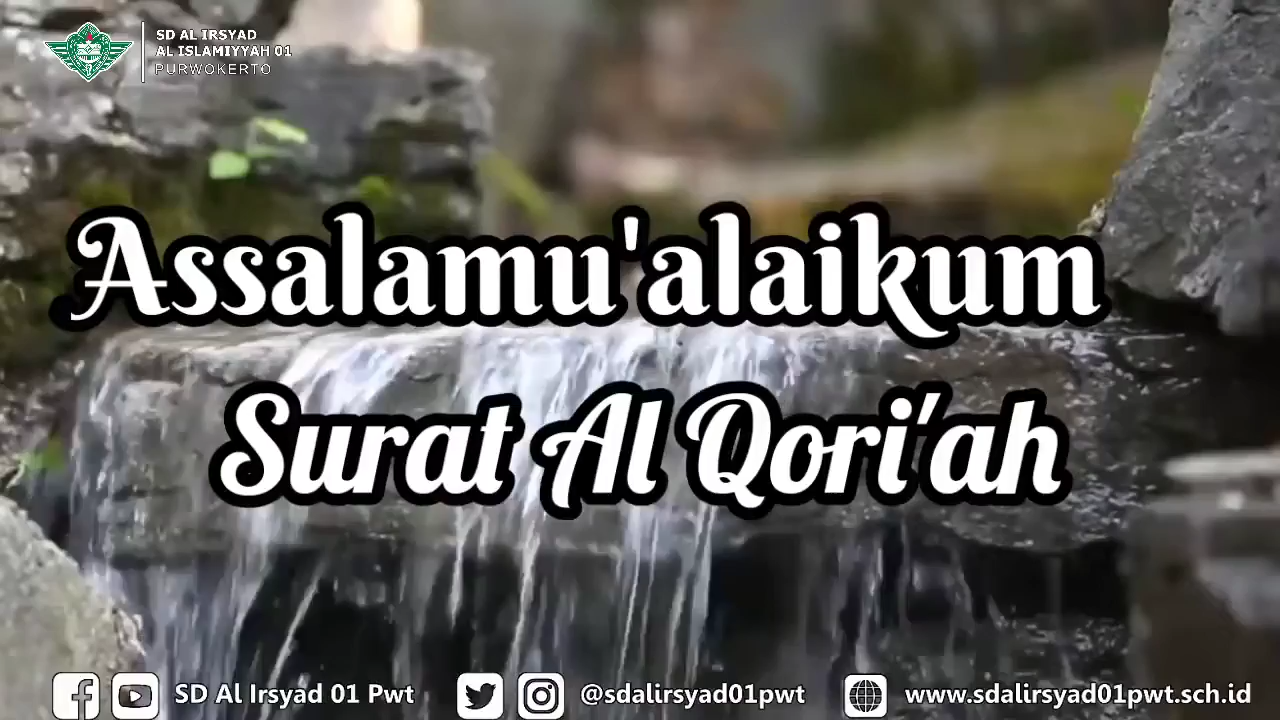 SD AL IRSYAD
AL ISLAMIYYAH 01
PURWOKERTO
Assalamu'alaikum
Surat Al Qori'ah
SD Al Irsyad 01 Pwt
@sdalirsyad01pwt
www.sdalirsyad01pwt.sch.id